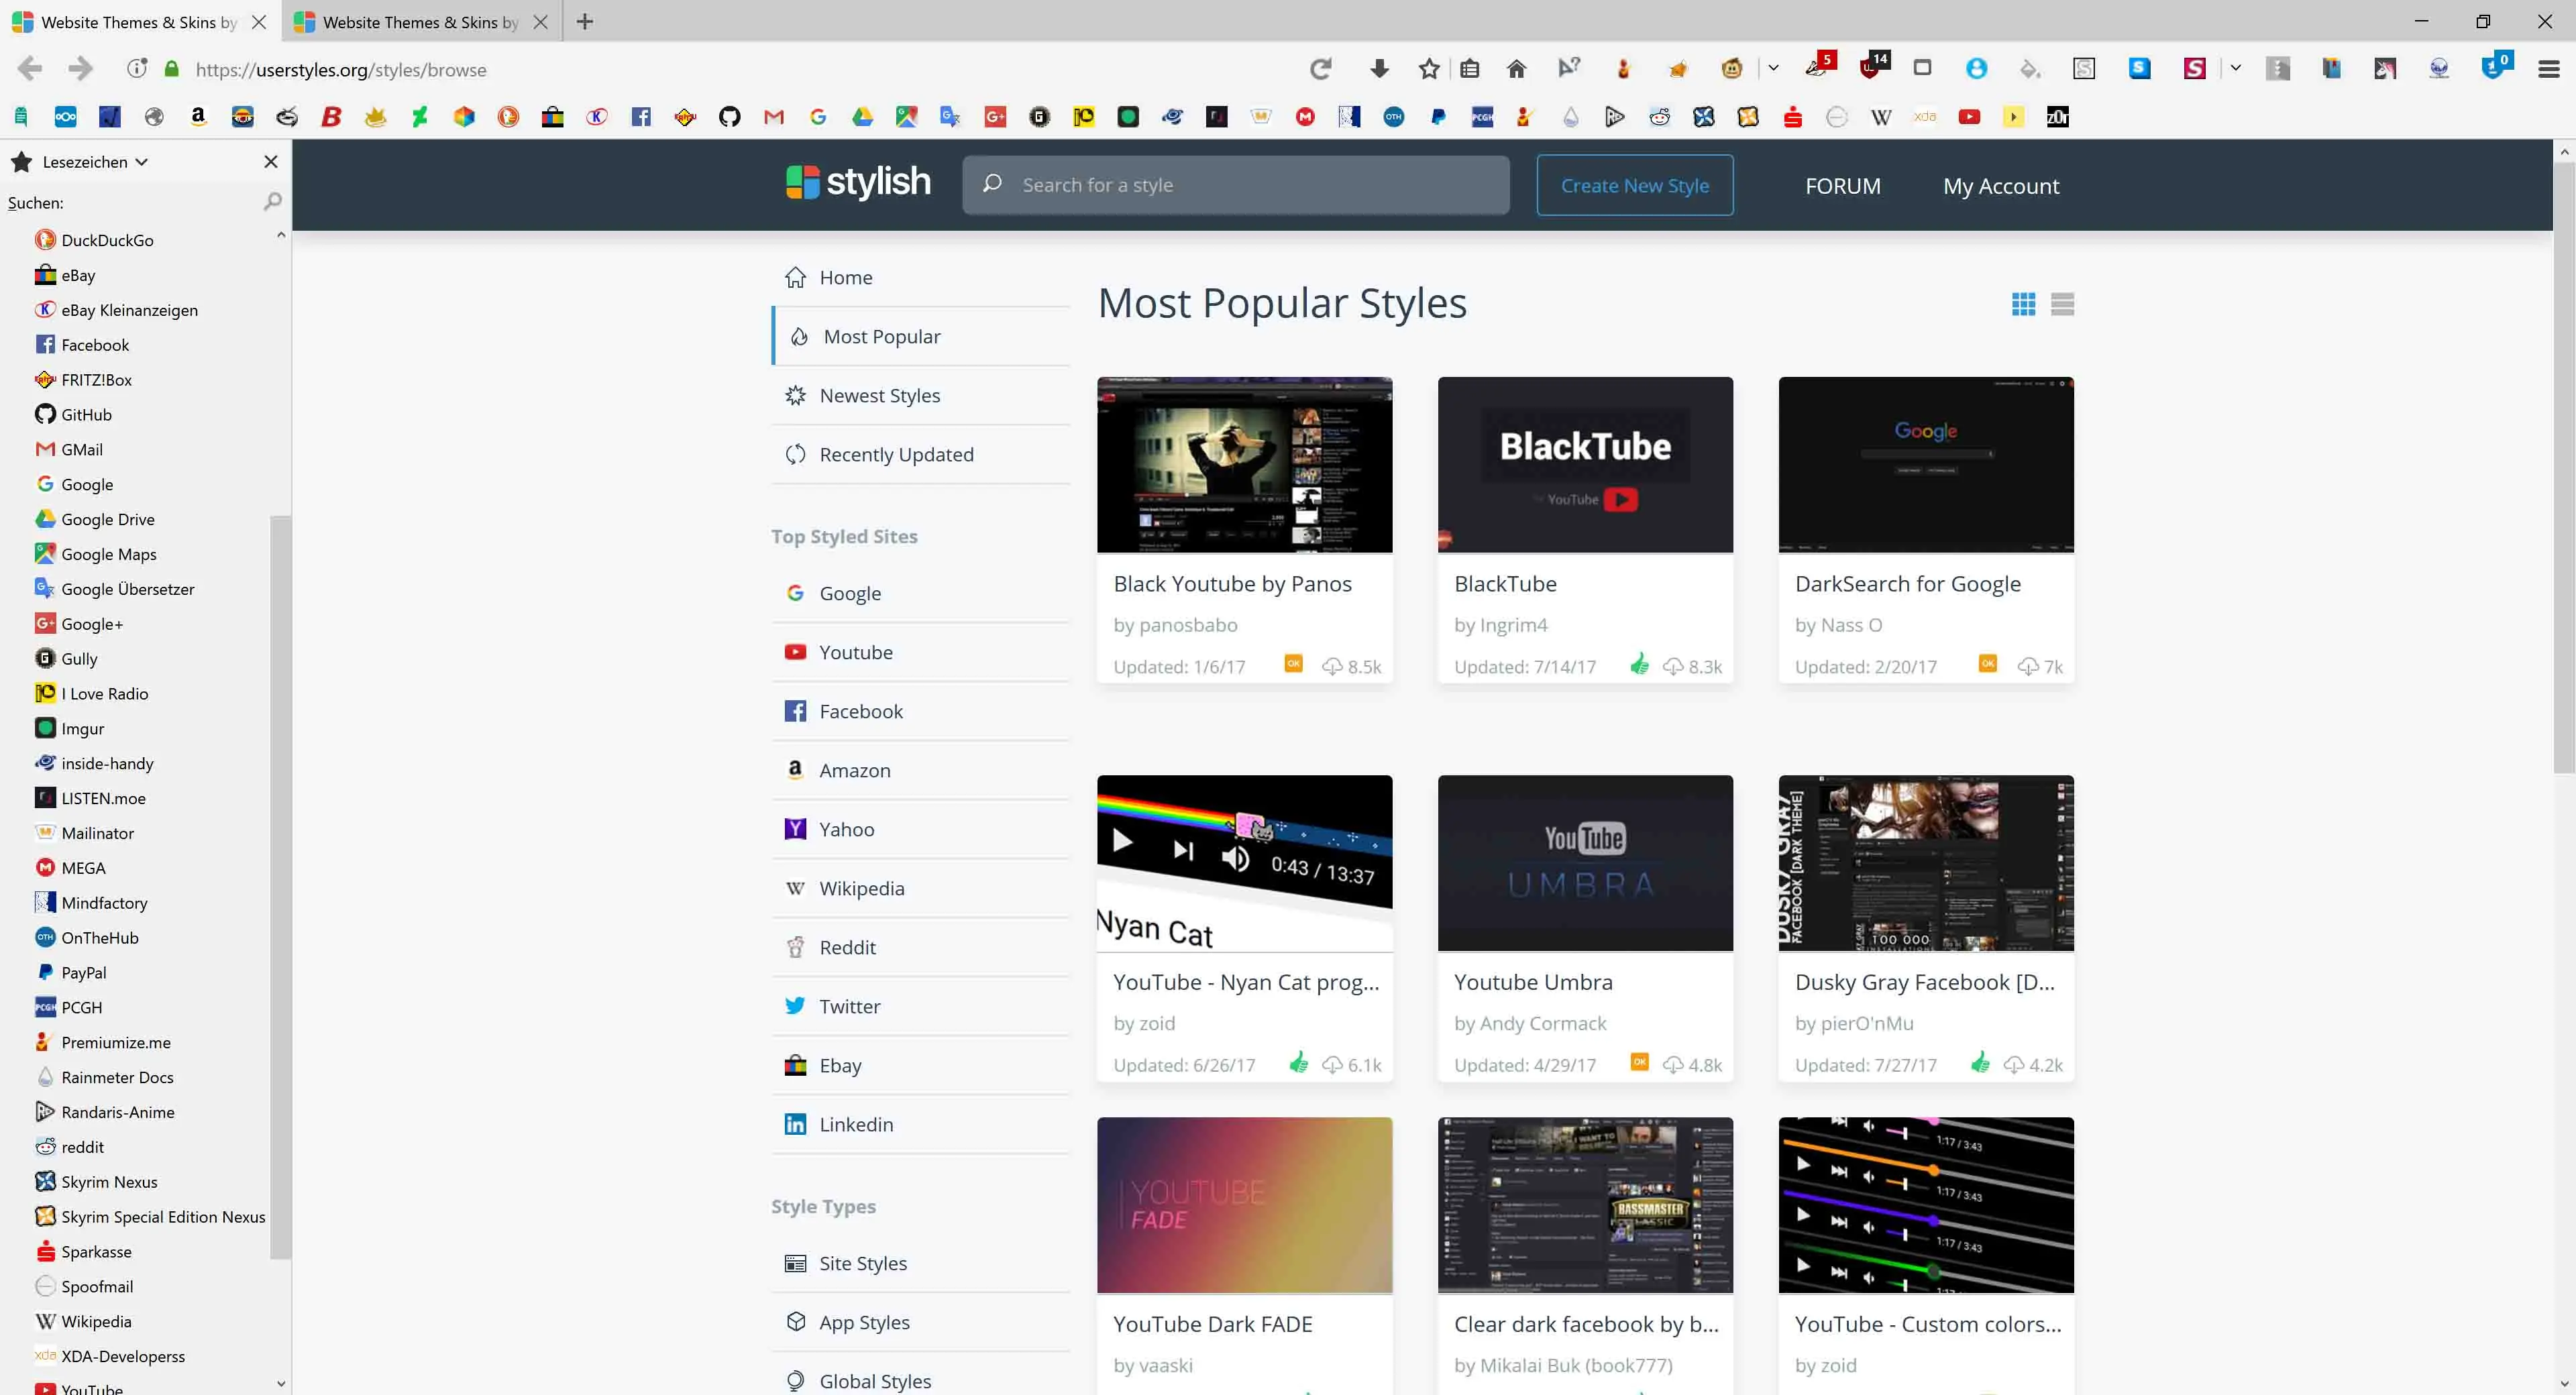 Website Themes & Skins by
Website Themes & Skins by
https://userstyles.org/styles/browse
5
14
0
Lesezeichen
Suchen:
DuckDuckGo
eBay
eBay Kleinanzeigen
Facebook
FRITZ!Box
GitHub
GMail
Google
Google Drive
Google Maps
Google Übersetzer
Google+
Gully
I Love Radio
Imgur
inside-handy
LISTEN.moe
Mailinator
MEGA
Mindfactory
OnTheHub
PayPal
PCGH
Premiumize.me
Rainmeter Docs
Randaris-Anime
reddit
Skyrim Nexus
Skyrim Special Edition Nexus
Sparkasse
Spoofmail
Wikipedia
XDA-Developerss
YouTube
stylish
Search for a style
Create New Style
FORUM
My Account
Home
Most Popular
Newest Styles
Recently Updated
Top Styled Sites
Google
Youtube
Facebook
Amazon
Yahoo
Wikipedia
Reddit
Twitter
Ebay
Linkedin
Style Types
Site Styles
App Styles
Global Styles
Most Popular Styles
Black Youtube by Panos
by panosbabo
Updated: 1/6/17 OK 8.5k
BlackTube
YouTube
BlackTube
by Ingrim4
Updated: 7/14/17 8.3k
Google
DarkSearch for Google
by Nass O
Updated: 2/20/17 OK 7k
0:43 / 13:37
Nyan Cat
YouTube - Nyan Cat prog...
by zoid
Updated: 6/26/17 6.1k
YouTube
UMBRA
Youtube Umbra
by Andy Cormack
Updated: 4/29/17 OK 4.8k
DUSKY GRAY
FACEBOOK [DARK THEME]
100 000
Dusky Gray Facebook [D...
by pierO'nMu
Updated: 7/27/17 4.2k
YOUTUBE
FADE
YouTube Dark FADE
by vaaski
BASSMASTER
CLASSIC
Clear dark facebook by b...
by Mikalai Buk (book777)
1:17 / 3:43
1:17 / 3:43
1:17 / 3:43
YouTube - Custom colors...
by zoid